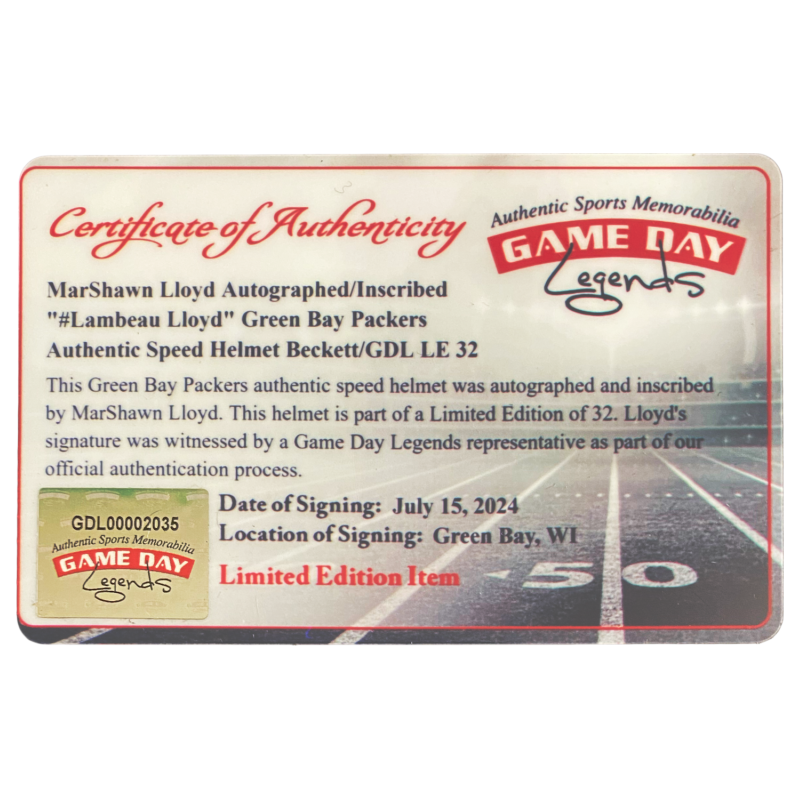 Certificate of Authenticity
Authentic Sports Memorabilia
GAME DAY
Legends
MarShawn Lloyd Autographed/Inscribed
"#Lambeau Lloyd" Green Bay Packers
Authentic Speed Helmet Beckett/GDL LE 32
This Green Bay Packers authentic speed helmet was autographed and inscribed
by MarShawn Lloyd. This helmet is part of a Limited Edition of 32. Lloyd's
signature was witnessed by a Game Day Legends representative as part of our
official authentication process.
GDL00002035
Authentic Sports Memorabilia
GAME DAY
Legends
Date of Signing: July 15, 2024
Location of Signing: Green Bay, WI
Limited Edition Item
50